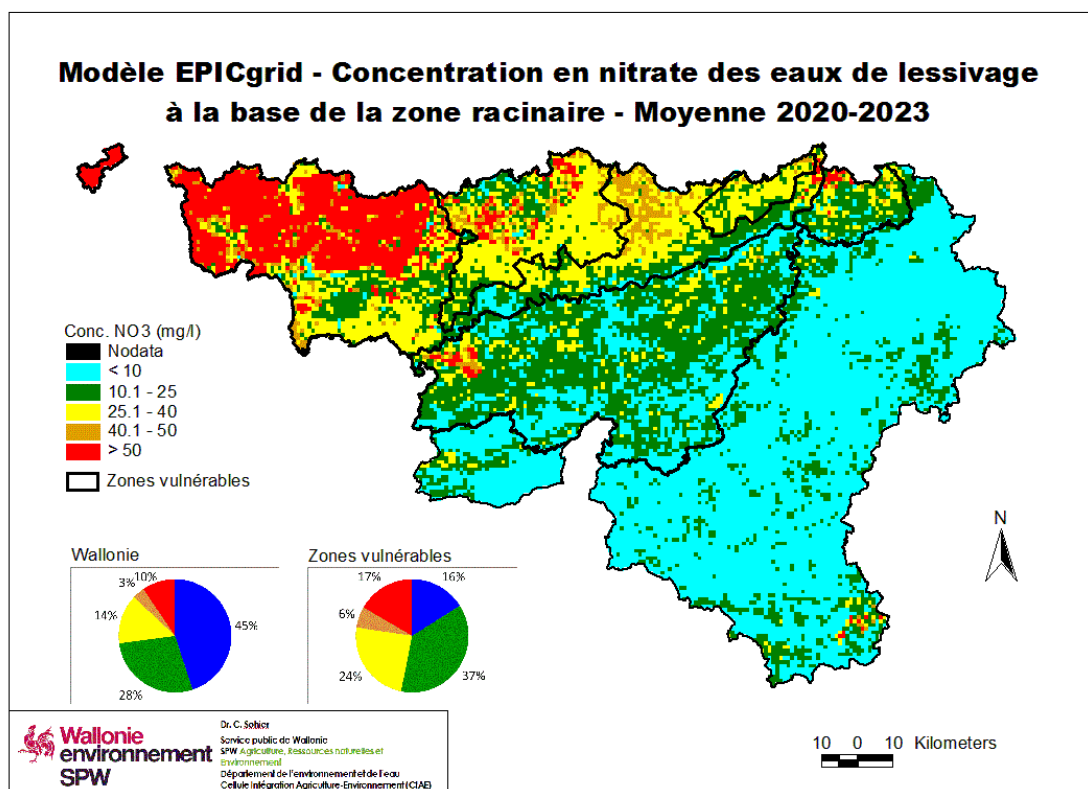 Modèle EPICgrid - Concentration en nitrate des eaux de lessivage
à la base de la zone racinaire - Moyenne 2020-2023
Conc. NO3 (mg/l)
Nodata
< 10
10.1 - 25
25.1 - 40
40.1 - 50
> 50
Zones vulnérables
N
Wallonie
3%
10%
14%
45%
28%
Zones vulnérables
17%
16%
6%
24%
37%
Wallonie
environnement
SPW
Dr. C. Sohier
Service public de Wallonie
SPW Agriculture, Ressources naturelles et
Environnement
Département de l'environnement et de l'eau
Cellule Intégration Agriculture-Environnement (CIAE)
10 0 10 Kilometers